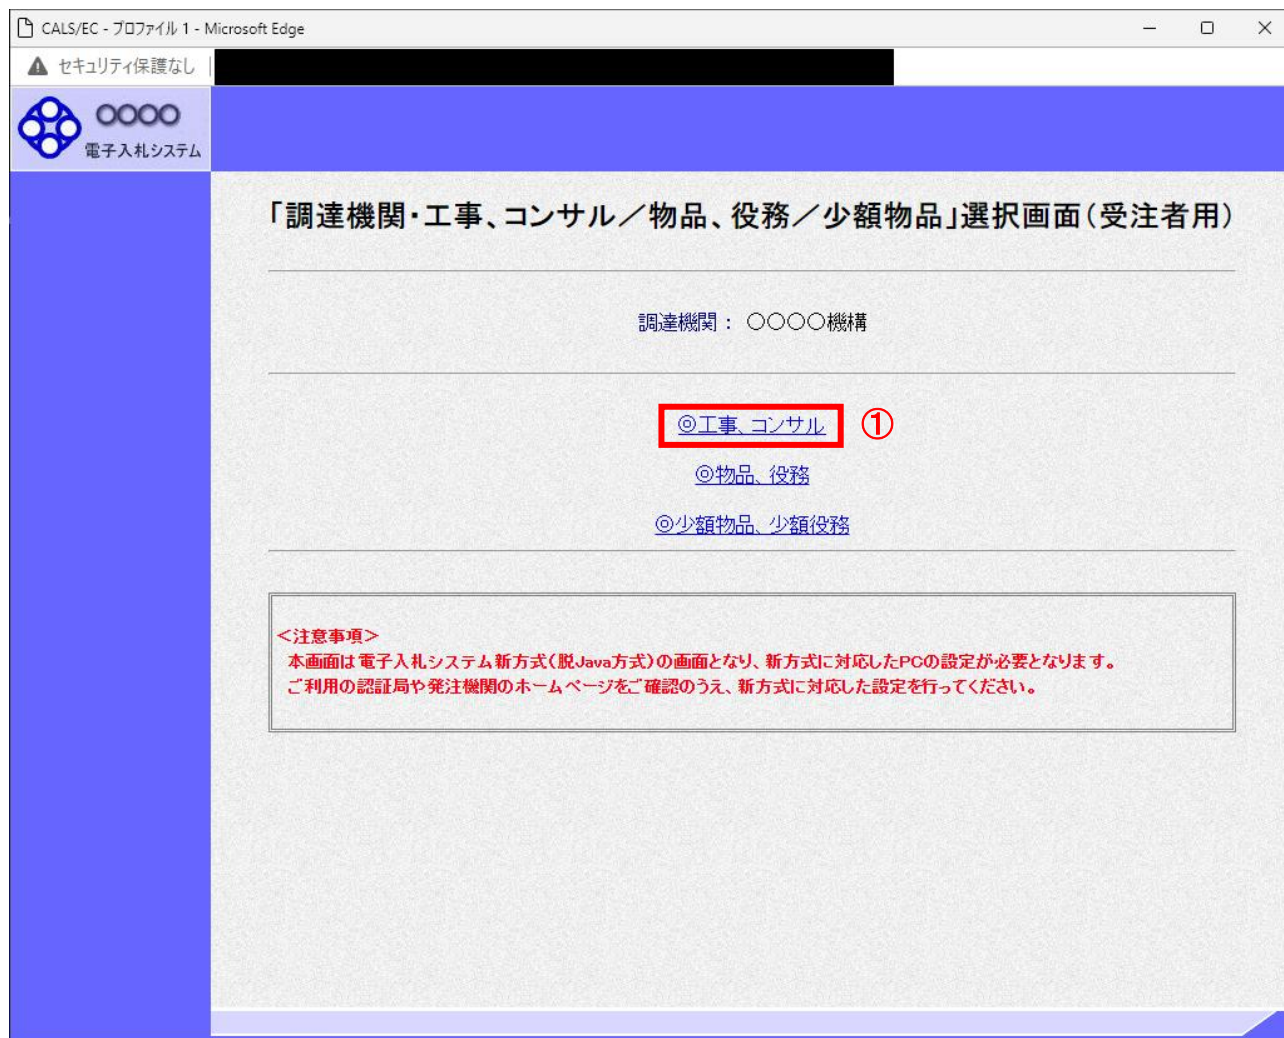 CALS/EC - プロファイル 1 - Microsoft Edge
セキュリティ保護なし
○○○○
電子入札システム
「調達機関・工事、コンサル／物品、役務／少額物品」選択画面（受注者用）
調達機関： ○○○○機構
◎工事、コンサル ①
◎物品、役務
◎少額物品、少額役務
＜注意事項＞
本画面は電子入札システム新方式(脱Java方式)の画面となり、新方式に対応したPCの設定が必要となります。
ご利用の認証局や発注機関のホームページをご確認のうえ、新方式に対応した設定を行ってください。